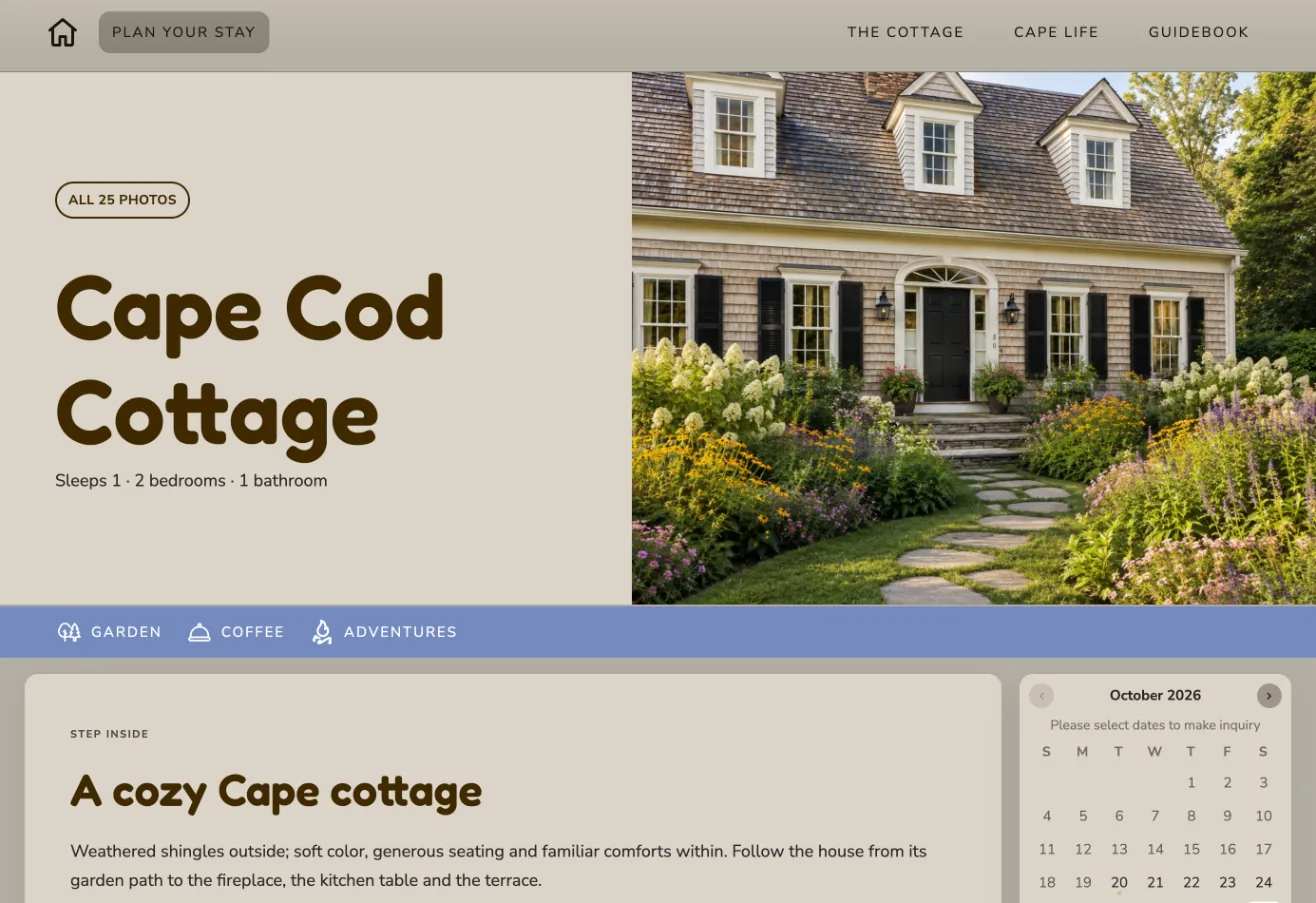 PLAN YOUR STAY
THE COTTAGE
CAPE LIFE
GUIDEBOOK
ALL 25 PHOTOS
Cape Cod
Cottage
Sleeps 1 · 2 bedrooms · 1 bathroom
GARDEN
COFFEE
ADVENTURES
STEP INSIDE
A cozy Cape cottage
Weathered shingles outside; soft color, generous seating and familiar comforts within. Follow the house from its
garden path to the fireplace, the kitchen table and the terrace.
October 2026
Please select dates to make inquiry
S M T W T F S
1 2 3
4 5 6 7 8 9 10
11 12 13 14 15 16 17
18 19 20 21 22 23 24